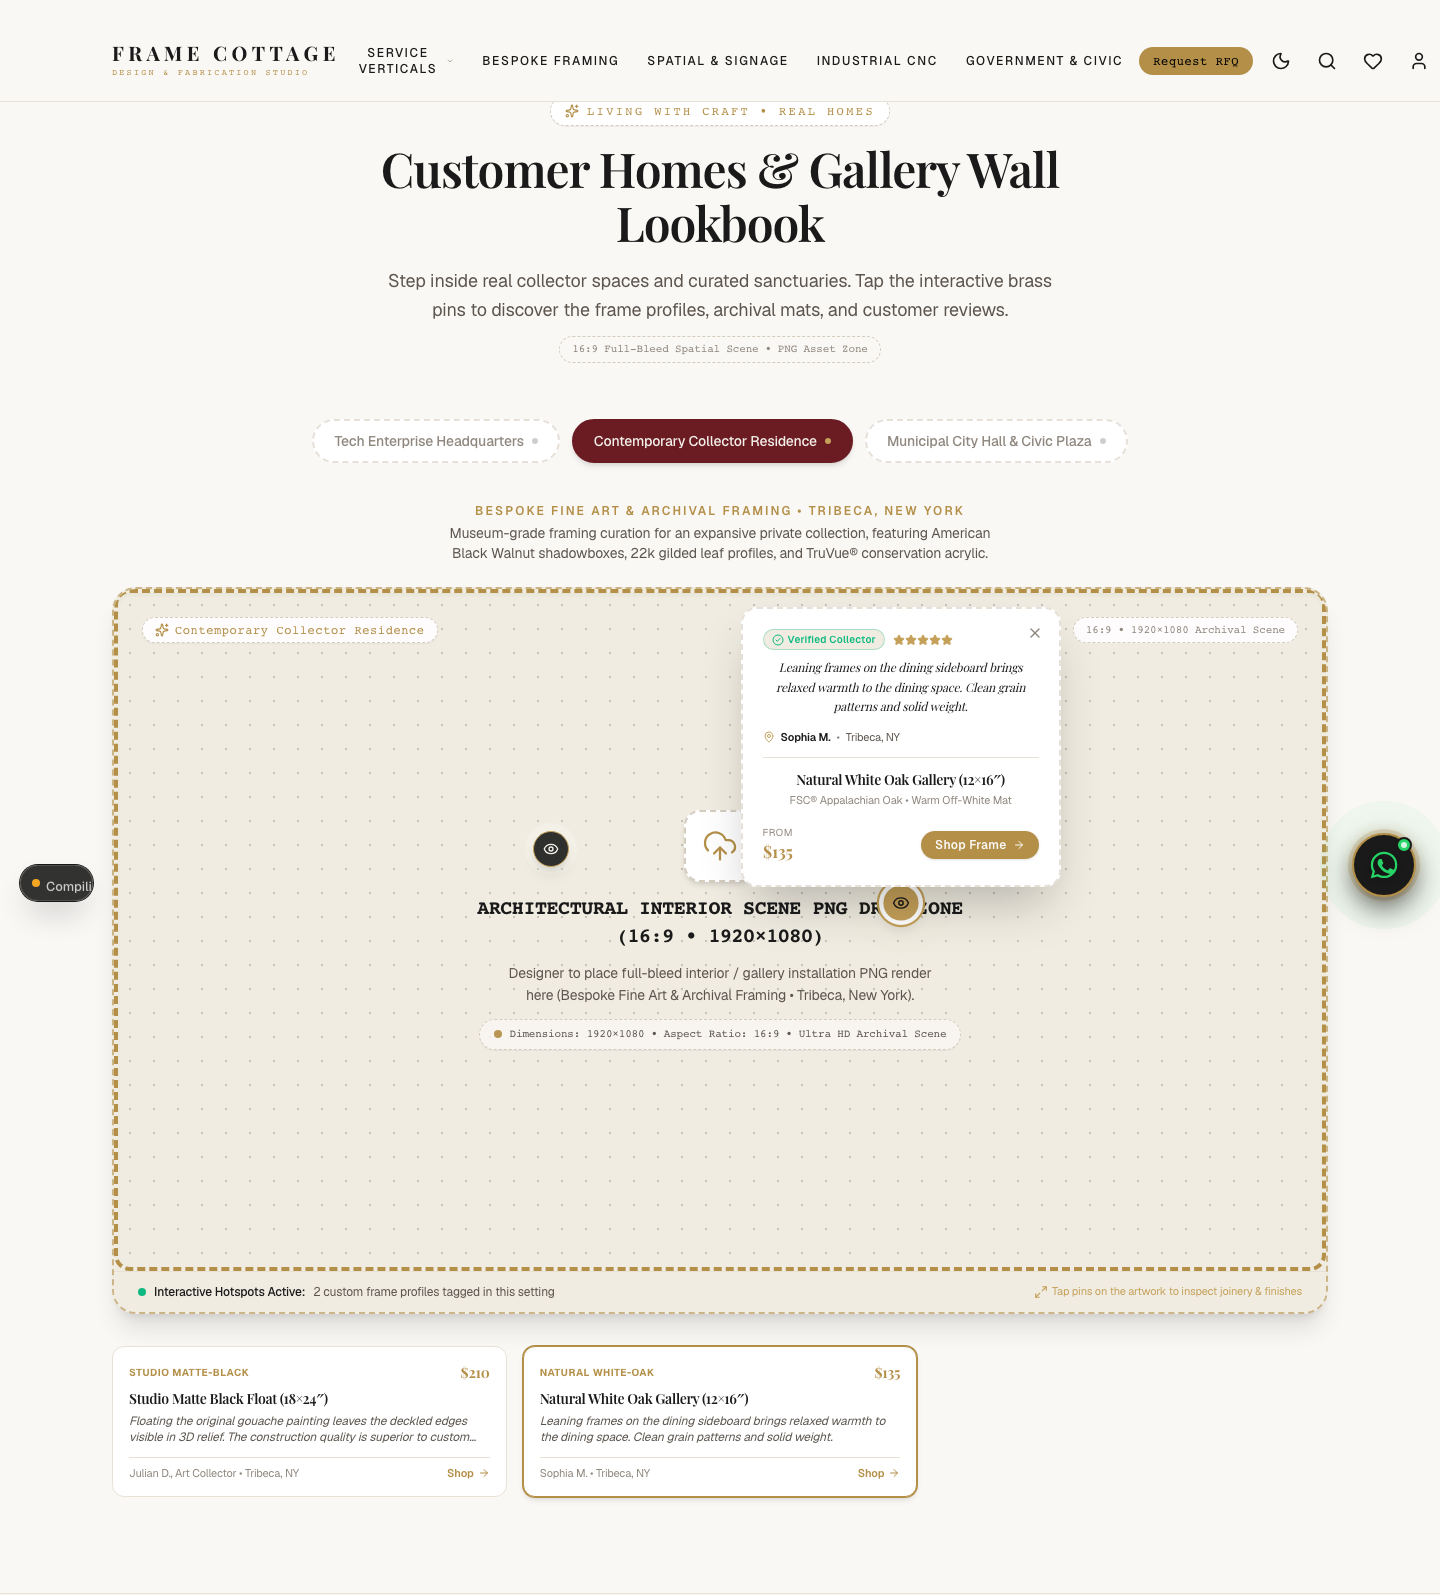 FRAME COTTAGE
DESIGN & FABRICATION STUDIO
SERVICE
VERTICALS
BESPOKE FRAMING
SPATIAL & SIGNAGE
INDUSTRIAL CNC
GOVERNMENT & CIVIC
Request RFQ
LIVING WITH CRAFT • REAL HOMES
Customer Homes & Gallery Wall
Lookbook
Step inside real collector spaces and curated sanctuaries. Tap the interactive brass
pins to discover the frame profiles, archival mats, and customer reviews.
16:9 Full-Bleed Spatial Scene • PNG Asset Zone
Tech Enterprise Headquarters
Contemporary Collector Residence
Municipal City Hall & Civic Plaza
BESPOKE FINE ART & ARCHIVAL FRAMING • TRIBECA, NEW YORK
Museum-grade framing curation for an expansive private collection, featuring American
Black Walnut shadowboxes, 22k gilded leaf profiles, and TruVue® conservation acrylic.
Contemporary Collector Residence
16:9 • 1920×1080 Archival Scene
Verified Collector
Leaning frames on the dining sideboard brings
relaxed warmth to the dining space. Clean grain
patterns and solid weight.
Sophia M. • Tribeca, NY
Natural White Oak Gallery (12×16″)
FSC® Appalachian Oak • Warm Off-White Mat
FROM
$135
Shop Frame
Compili
ARCHITECTURAL INTERIOR SCENE PNG DR ZONE
(16:9 • 1920×1080)
Designer to place full-bleed interior / gallery installation PNG render
here (Bespoke Fine Art & Archival Framing • Tribeca, New York).
Dimensions: 1920×1080 • Aspect Ratio: 16:9 • Ultra HD Archival Scene
Interactive Hotspots Active: 2 custom frame profiles tagged in this setting
Tap pins on the artwork to inspect joinery & finishes
STUDIO MATTE-BLACK
$210
Studio Matte Black Float (18×24″)
Floating the original gouache painting leaves the deckled edges
visible in 3D relief. The construction quality is superior to custom...
Julian D., Art Collector • Tribeca, NY
Shop
NATURAL WHITE-OAK
$135
Natural White Oak Gallery (12×16″)
Leaning frames on the dining sideboard brings relaxed warmth to
the dining space. Clean grain patterns and solid weight.
Sophia M. • Tribeca, NY
Shop